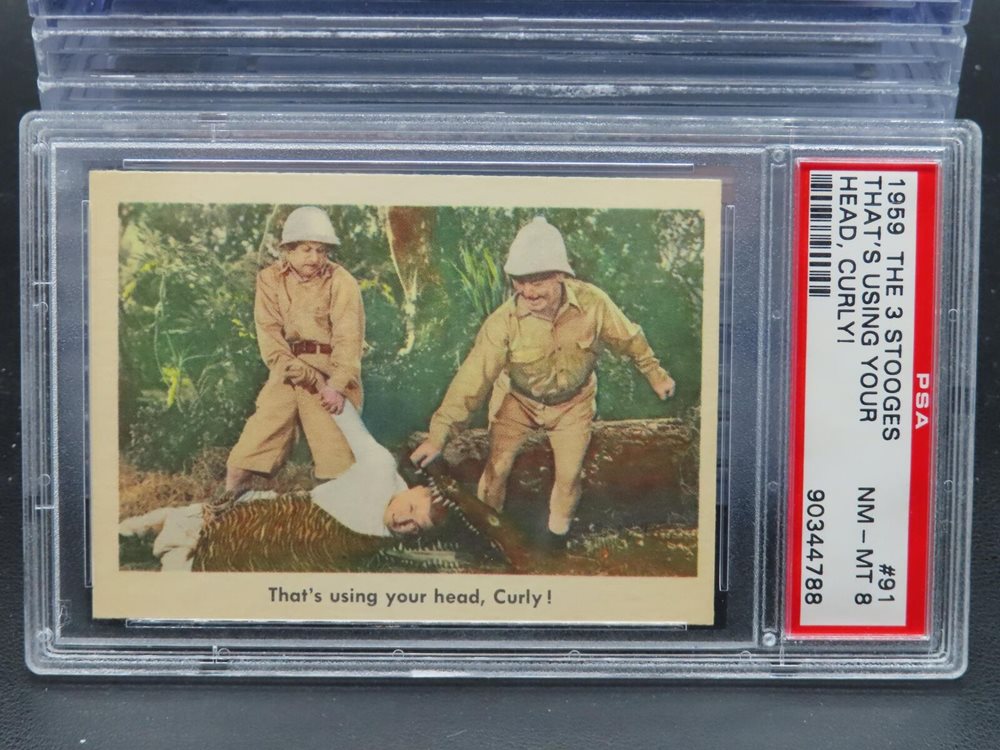 That's using your head, Curly!
PSA
1959 THE 3 STOOGES #91
THAT'S USING YOUR NM-MT 8
HEAD, CURLY! 90344788